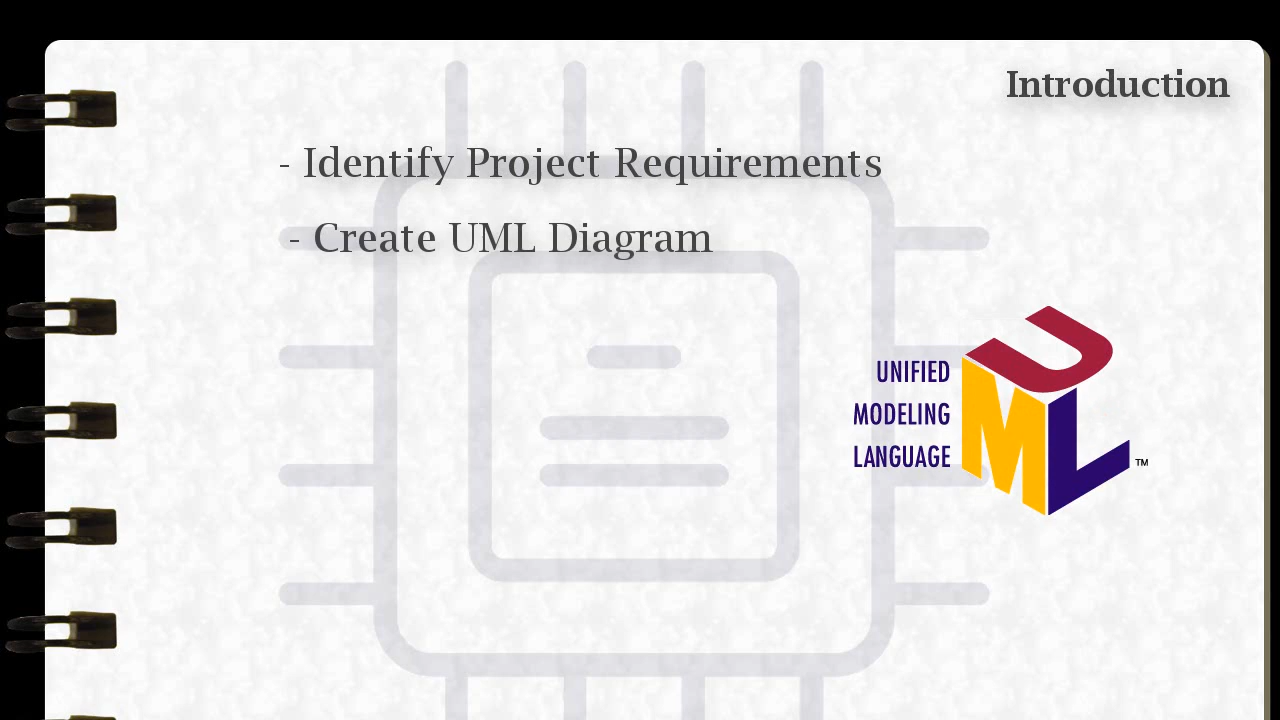 Introduction
- Identify Project Requirements
- Create UML Diagram
UNIFIED
MODELING
LANGUAGE
UML
TM